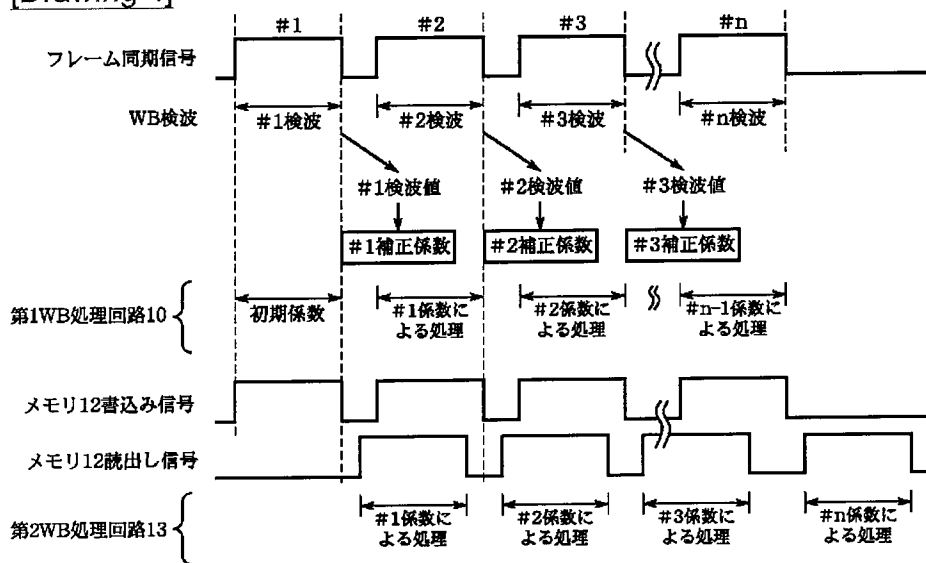 #1 #2 #3 #n
フレーム同期信号
WB検波 #1検波 #2検波 #3検波 #n検波
#1検波値 #2検波値 #3検波値
#1補正係数 #2補正係数 #3補正係数
第1WB処理回路10 初期係数 #1係数に #2係数に #n-1係数に
よる処理 よる処理 よる処理
メモリ12書込み信号
メモリ12読出し信号
第2WB処理回路13 #1係数に #2係数に #3係数に #n係数に
よる処理 よる処理 よる処理 よる処理